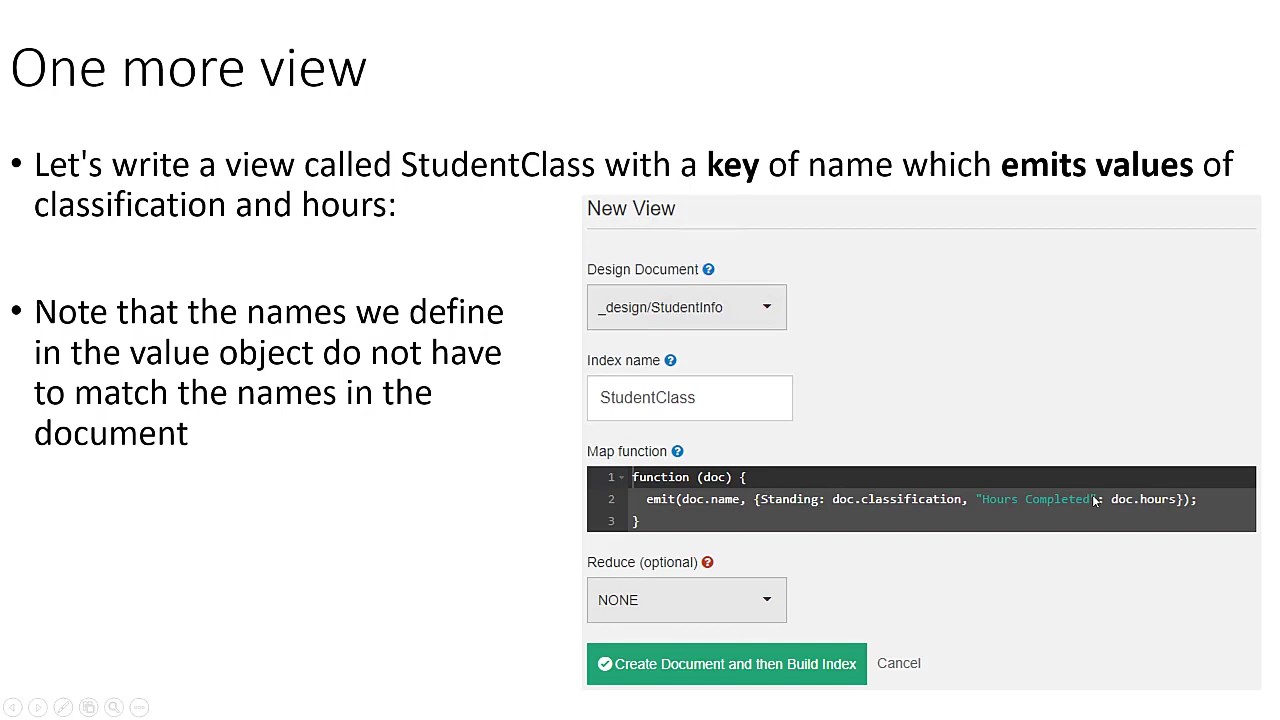 One more view
• Let's write a view called StudentClass with a key of name which emits values of
classification and hours:
• Note that the names we define
in the value object do not have
to match the names in the
document
New View
Design Document ?
_design/StudentInfo
Index name ?
StudentClass
Map function ?
1 function (doc) {
2 emit(doc.name, {Standing: doc.classification, "Hours Completed": doc.hours});
3 }
Reduce (optional) ?
NONE
Create Document and then Build Index Cancel